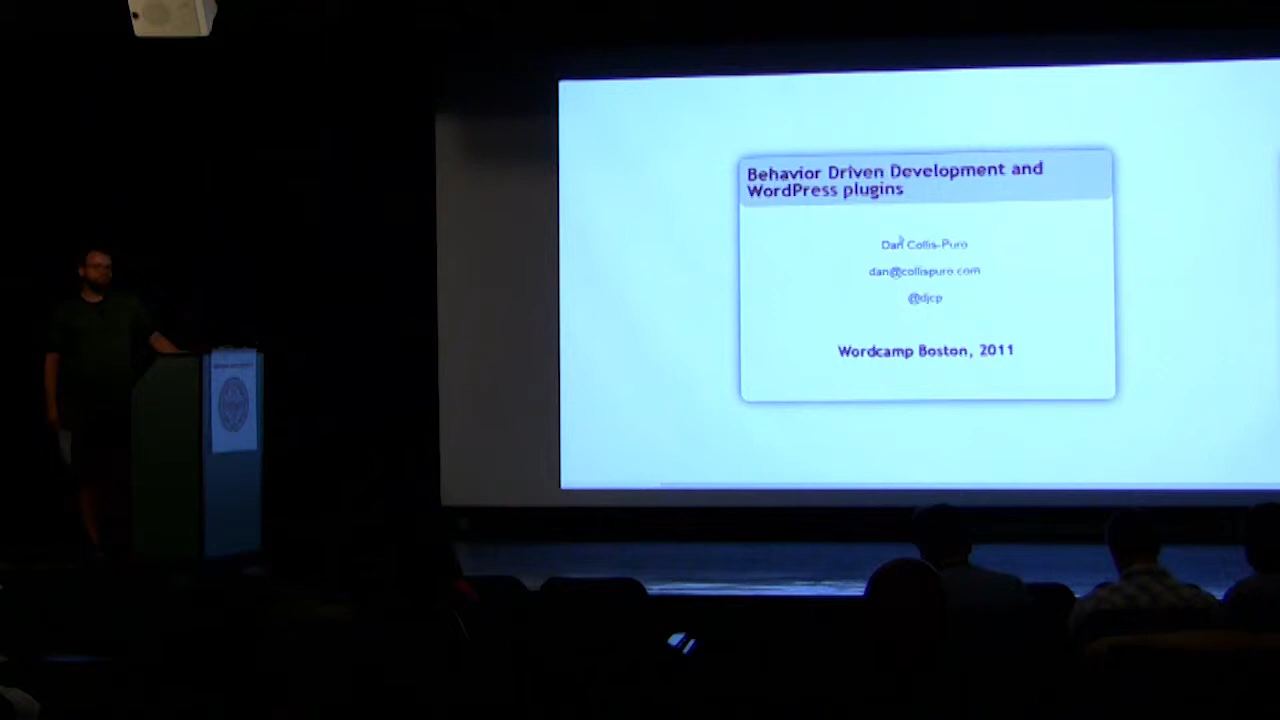 Behavior Driven Development and
WordPress plugins
Dan Collis-Puro
dan@collispuro.com
@djcp
Wordcamp Boston, 2011